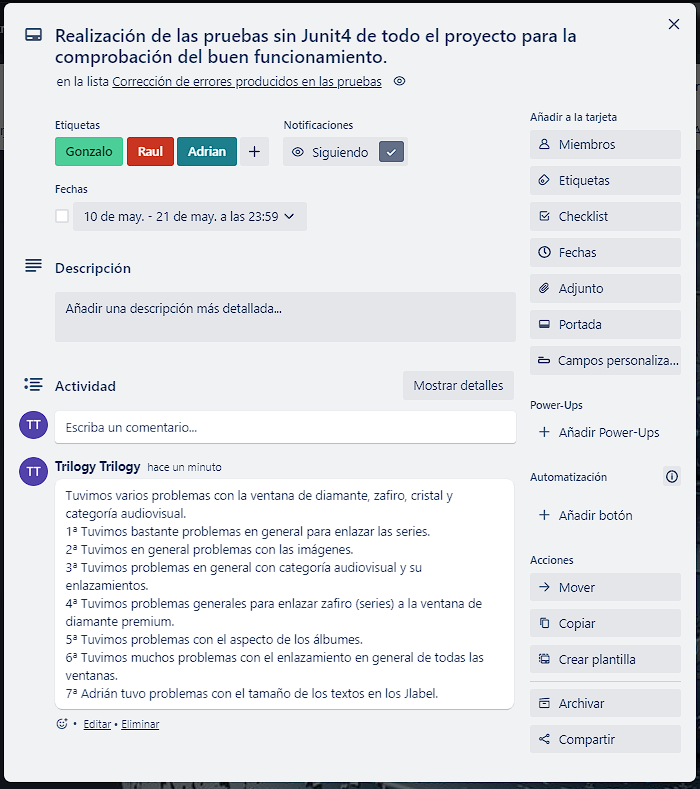 Realización de las pruebas sin Junit4 de todo el proyecto para la
comprobación del buen funcionamiento.
en la lista Corrección de errores producidos en las pruebas
Etiquetas
Gonzalo
Raul
Adrian
Notificaciones
Siguiendo
Fechas
10 de may. - 21 de may. a las 23:59
Descripción
Añadir una descripción más detallada...
Actividad
Mostrar detalles
TT
Escriba un comentario...
TT
Trilogy Trilogy hace un minuto
Tuvimos varios problemas con la ventana de diamante, zafiro, cristal y
categoría audiovisual.
1ª Tuvimos bastante problemas en general para enlazar las series.
2ª Tuvimos en general problemas con las imágenes.
3ª Tuvimos problemas en general con categoría audiovisual y su
enlazamientos.
4ª Tuvimos problemas generales para enlazar zafiro (series) a la ventana de
diamante premium.
5ª Tuvimos problemas con el aspecto de los álbumes.
6ª Tuvimos muchos problemas con el enlazamiento en general de todas las
ventanas.
7ª Adrián tuvo problemas con el tamaño de los textos en los Jlabel.
• Editar • Eliminar
Añadir a la tarjeta
Miembros
Etiquetas
Checklist
Fechas
Adjunto
Portada
Campos personaliza...
Power-Ups
+ Añadir Power-Ups
Automatización
+ Añadir botón
Acciones
Mover
Copiar
Crear plantilla
Archivar
Compartir